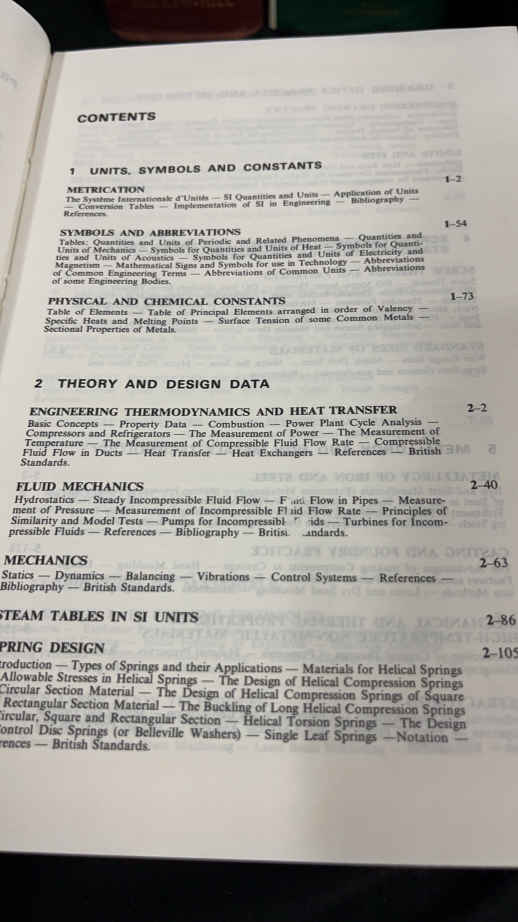 CONTENTS
1 UNITS, SYMBOLS AND CONSTANTS
METRICATION 1–2
The Système Internationale d'Unités — SI Quantities and Units — Application of Units
— Conversion Tables — Implementation of SI in Engineering — Bibliography —
References.
SYMBOLS AND ABBREVIATIONS 1–54
Tables: Quantities and Units of Periodic and Related Phenomena — Quantities and
Units of Mechanics — Symbols for Quantities and Units of Heat — Symbols for Quanti-
ties and Units of Acoustics — Symbols for Quantities and Units of Electricity and
Magnetism — Mathematical Signs and Symbols for use in Technology — Abbreviations
of Common Engineering Terms — Abbreviations of Common Units — Abbreviations
of some Engineering Bodies.
PHYSICAL AND CHEMICAL CONSTANTS 1–73
Table of Elements — Table of Principal Elements arranged in order of Valency —
Specific Heats and Melting Points — Surface Tension of some Common Metals —
Sectional Properties of Metals.
2 THEORY AND DESIGN DATA
ENGINEERING THERMODYNAMICS AND HEAT TRANSFER 2–2
Basic Concepts — Property Data — Combustion — Power Plant Cycle Analysis —
Compressors and Refrigerators — The Measurement of Power — The Measurement of
Temperature — The Measurement of Compressible Fluid Flow Rate — Compressible
Fluid Flow in Ducts — Heat Transfer — Heat Exchangers — References — British
Standards.
FLUID MECHANICS 2–40
Hydrostatics — Steady Incompressible Fluid Flow — Flow in Pipes — Measure-
ment of Pressure — Measurement of Incompressible Fluid Flow Rate — Principles of
Similarity and Model Tests — Pumps for Incompressibl ids — Turbines for Incom-
pressible Fluids — References — Bibliography — Britis andards.
MECHANICS 2–63
Statics — Dynamics — Balancing — Vibrations — Control Systems — References —
Bibliography — British Standards.
STEAM TABLES IN SI UNITS 2–86
PRING DESIGN 2–105
troduction — Types of Springs and their Applications — Materials for Helical Springs
Allowable Stresses in Helical Springs — The Design of Helical Compression Springs
Circular Section Material — The Design of Helical Compression Springs of Square
Rectangular Section Material — The Buckling of Long Helical Compression Springs
ircular, Square and Rectangular Section — Helical Torsion Springs — The Design
ontrol Disc Springs (or Belleville Washers) — Single Leaf Springs —Notation —
rences — British Standards.